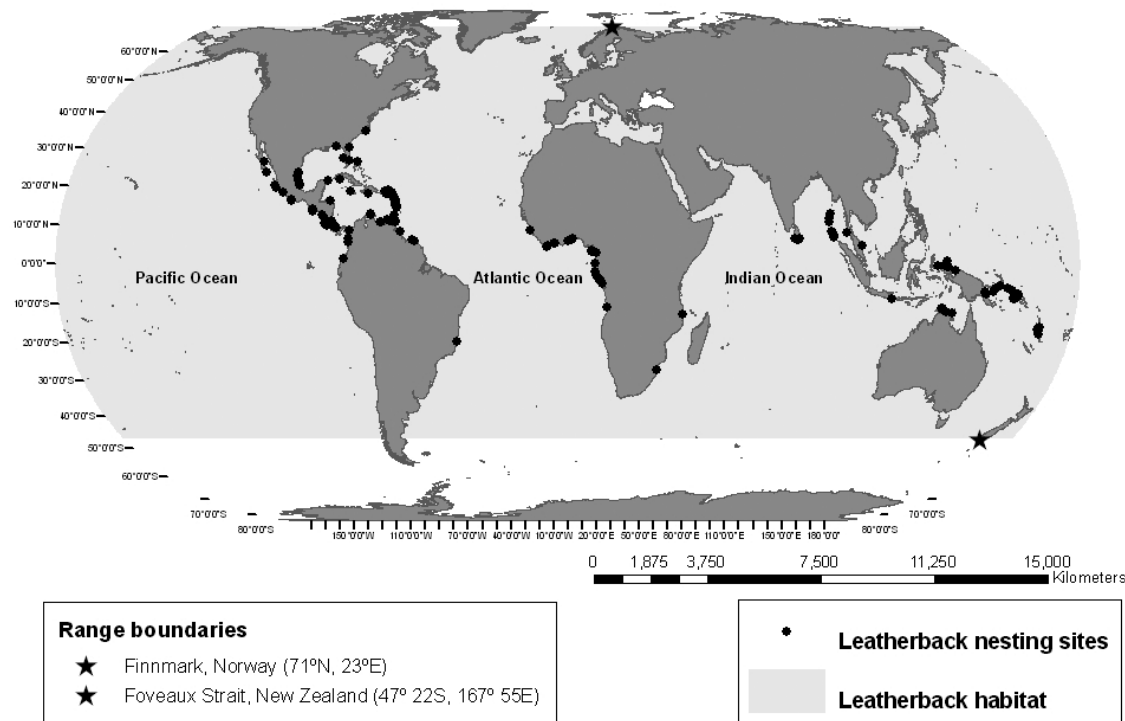 60°0'0"N
50°0'0"N
40°0'0"N
30°0'0"N
20°0'0"N
10°0'0"N
0°0'0"
10°0'0"S
20°0'0"S
30°0'0"S
40°0'0"S
50°0'0"S
60°0'0"S
70°0'0"S
80°0'0"S
Pacific Ocean
Atlantic Ocean
Indian Ocean
70°0'0"S
80°0'0"S
150°0'0"W 110°0'0"W 70°0'0"W 40°0'0"W 10°0'0"W 20°0'0"E 50°0'0"E 80°0'0"E 110°0'0"E 150°0'0"E 180°0'0"
0 1,875 3,750 7,500 11,250 15,000
Kilometers
Range boundaries
Finnmark, Norway (71ºN, 23ºE)
Foveaux Strait, New Zealand (47º 22S, 167º 55E)
Leatherback nesting sites
Leatherback habitat